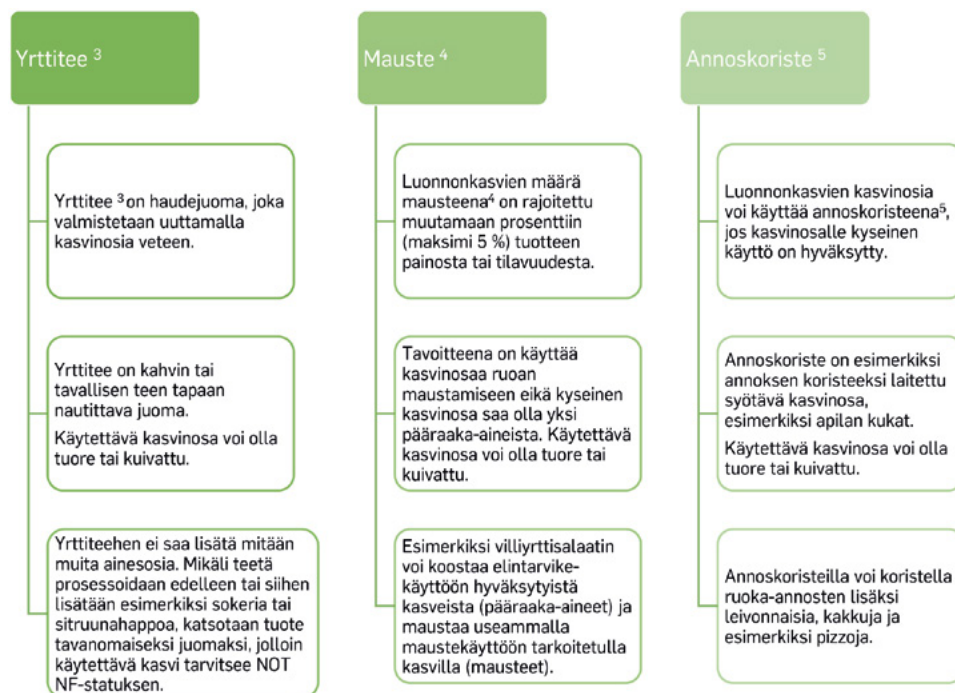 Yrttitee ³
Yrttitee ³ on haudejuoma, joka
valmistetaan uuttamalla
kasvinosia veteen.
Yrttitee on kahvin tai
tavallisen teen tapaan
nautittava juoma.
Käytettävä kasvinosa voi olla
tuore tai kuivattu.
Yrttiteehen ei saa lisätä mitään
muita ainesosia. Mikäli teetä
prosessoidaan edelleen tai siihen
lisätään esimerkiksi sokeria tai
sitruunahappoa, katsotaan tuote
tavanomaiseksi juomaksi, jolloin
käytettävä kasvi tarvitsee NOT
NF-statuksen.
Mauste ⁴
Luonnonkasvien määrä
mausteena⁴ on rajoitettu
muutamaan prosenttiin
(maksimi 5 %) tuotteen
painosta tai tilavuudesta.
Tavoitteena on käyttää
kasvinosaa ruoan
maustamiseen eikä kyseinen
kasvinosa saa olla yksi
pääraaka-aineista. Käytettävä
kasvinosa voi olla tuore tai
kuivattu.
Esimerkiksi villiyrttisalaatin
voi koostaa elintarvike-
käyttöön hyväksytyistä
kasveista (pääraaka-aineet) ja
maustaa useammalla
maustekäyttöön tarkoitetulla
kasvilla (mausteet).
Annoskoriste ⁵
Luonnonkasvien kasvinosia
voi käyttää annoskoristeena⁵,
jos kasvinosalle kyseinen
käyttö on hyväksytty.
Annoskoriste on esimerkiksi
annoksen koristeeksi laitettu
syötävä kasvinosa,
esimerkiksi apilan kukat.
Käytettävä kasvinosa voi olla
tuore tai kuivattu.
Annoskoristeilla voi koristella
ruoka-annosten lisäksi
leivonnaisia, kakkuja ja
esimerkiksi pizzoja.